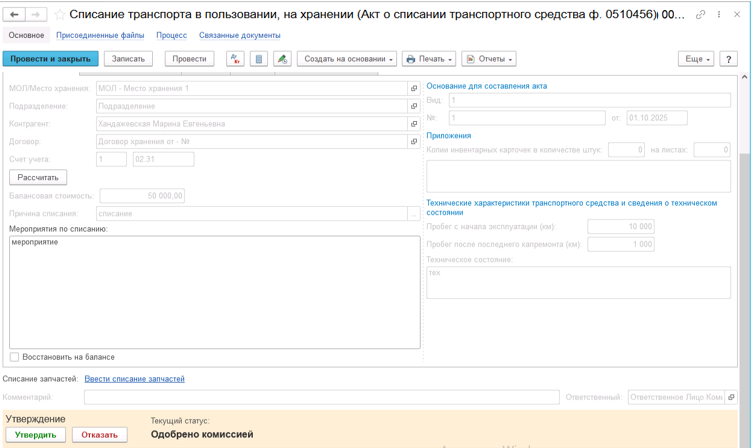 Списание транспорта в пользовании, на хранении (Акт о списании транспортного средства ф. 0510456) 00...
Основное Присоединенные файлы Процесс Связанные документы
Провести и закрыть Записать Провести Дт Кт Создать на основании Печать Отчеты Еще ?
МОЛ/Место хранения: МОЛ - Место хранения 1
Подразделение: Подразделение
Контрагент: Хандажевская Марина Евгеньевна
Договор: Договор хранения от - №
Счет учета: 1 02.31
Рассчитать
Балансовая стоимость: 50 000,00
Причина списания: списание ...
Мероприятия по списанию:
мероприятие
Восстановить на балансе
Основание для составления акта
Вид: 1
№: 1 от: 01.10.2025
Приложения
Копии инвентарных карточек в количестве штук: 0 на листах: 0
Технические характеристики транспортного средства и сведения о техническом
состоянии
Пробег с начала эксплуатации (км): 10 000
Пробег после последнего капремонта (км): 1 000
Техническое состояние:
тех
Списание запчастей: Ввести списание запчастей
Комментарий: Ответственный: Ответственное Лицо Коми
Утверждение Текущий статус:
Утвердить Отказать Одобрено комиссией